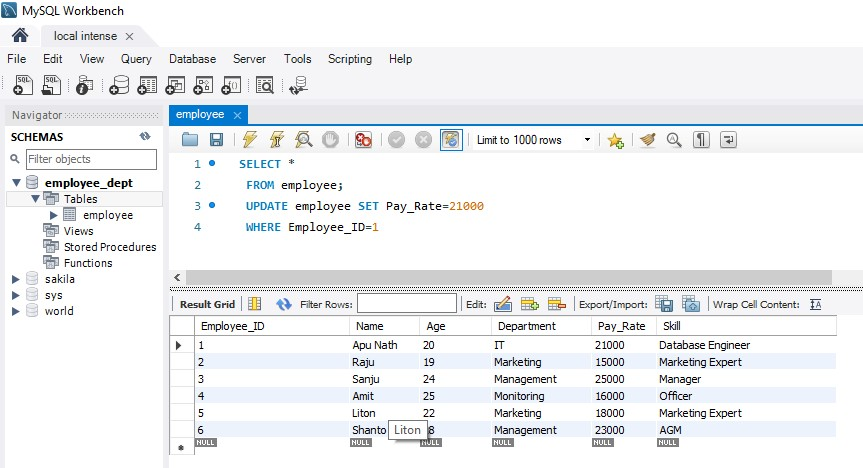 MySQL Workbench
local intense
File Edit View Query Database Server Tools Scripting Help
Navigator
SCHEMAS
Filter objects
employee_dept
Tables
employee
Views
Stored Procedures
Functions
sakila
sys
world
employee
Limit to 1000 rows
1 SELECT *
2 FROM employee;
3 UPDATE employee SET Pay_Rate=21000
4 WHERE Employee_ID=1
Result Grid Filter Rows: Edit: Export/Import: Wrap Cell Content:
Employee_ID Name Age Department Pay_Rate Skill
1 Apu Nath 20 IT 21000 Database Engineer
2 Raju 19 Marketing 15000 Marketing Expert
3 Sanju 24 Management 25000 Manager
4 Amit 25 Monitoring 16000 Officer
5 Liton 22 Marketing 18000 Marketing Expert
6 Shanto Liton 8 Management 23000 AGM
NULL NULL NULL NULL NULL NULL